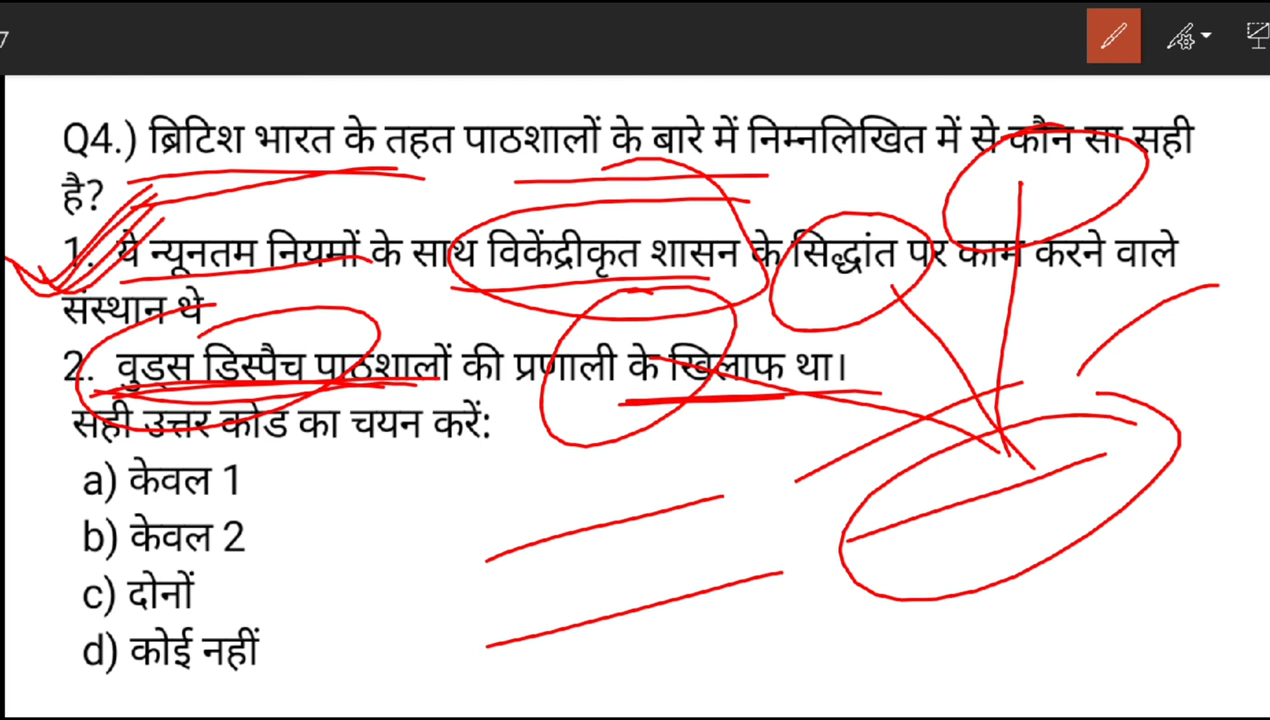 7
Q4.) ब्रिटिश भारत के तहत पाठशालों के बारे में निम्नलिखित में से कौन सा सही
है?
1. ये न्यूनतम नियमों के साथ विकेंद्रीकृत शासन के सिद्धांत पर काम करने वाले
संस्थान थे
2. वुडस डिस्पैच पाठशालों की प्रणाली के खिलाफ था।
सही उत्तर कोड का चयन करें:
a) केवल 1
b) केवल 2
c) दोनों
d) कोई नहीं